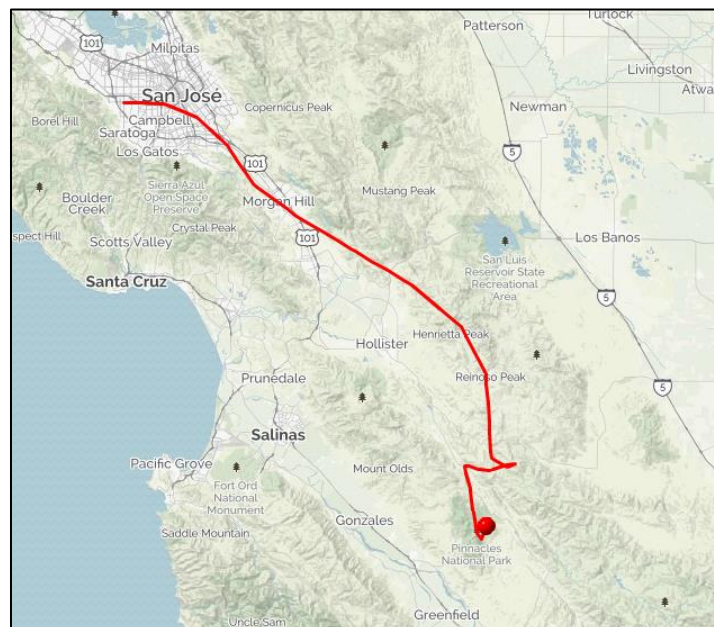 Turlock
Patterson
101
Milpitas
Livingston
Atwa
San José
Copernicus Peak
Newman
Campbell
Borel Hill
Saratoga
Los Gatos
5
101
Sierra Azul
Open Space
Preserve
Mustang Peak
Boulder
Creek
Morgan Hill
Crystal Peak
101
spect Hill
Scotts Valley
Los Banos
San Luis
Reservoir State
Recreational
Area
Santa Cruz
5
Henrietta Peak
Hollister
Prunedale
Reinoso Peak
5
Salinas
Pacific Grove
Mount Olds
Fort Ord
National
Monument
Gonzales
Saddle Mountain
Pinnacles
National Park
Greenfield
Uncle Sam